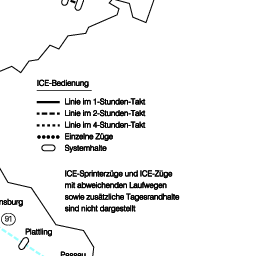 ICE-Bedienung
Linie im 1-Stunden-Takt
Linie im 2-Stunden-Takt
Linie im 4-Stunden-Takt
Einzelne Züge
Systemhalte
ICE-Sprinterzüge und ICE-Züge
mit abweichenden Laufwegen
sowie zusätzliche Tagesrandhalte
sind nicht dargestellt
nsburg
91
Plattling
Passau